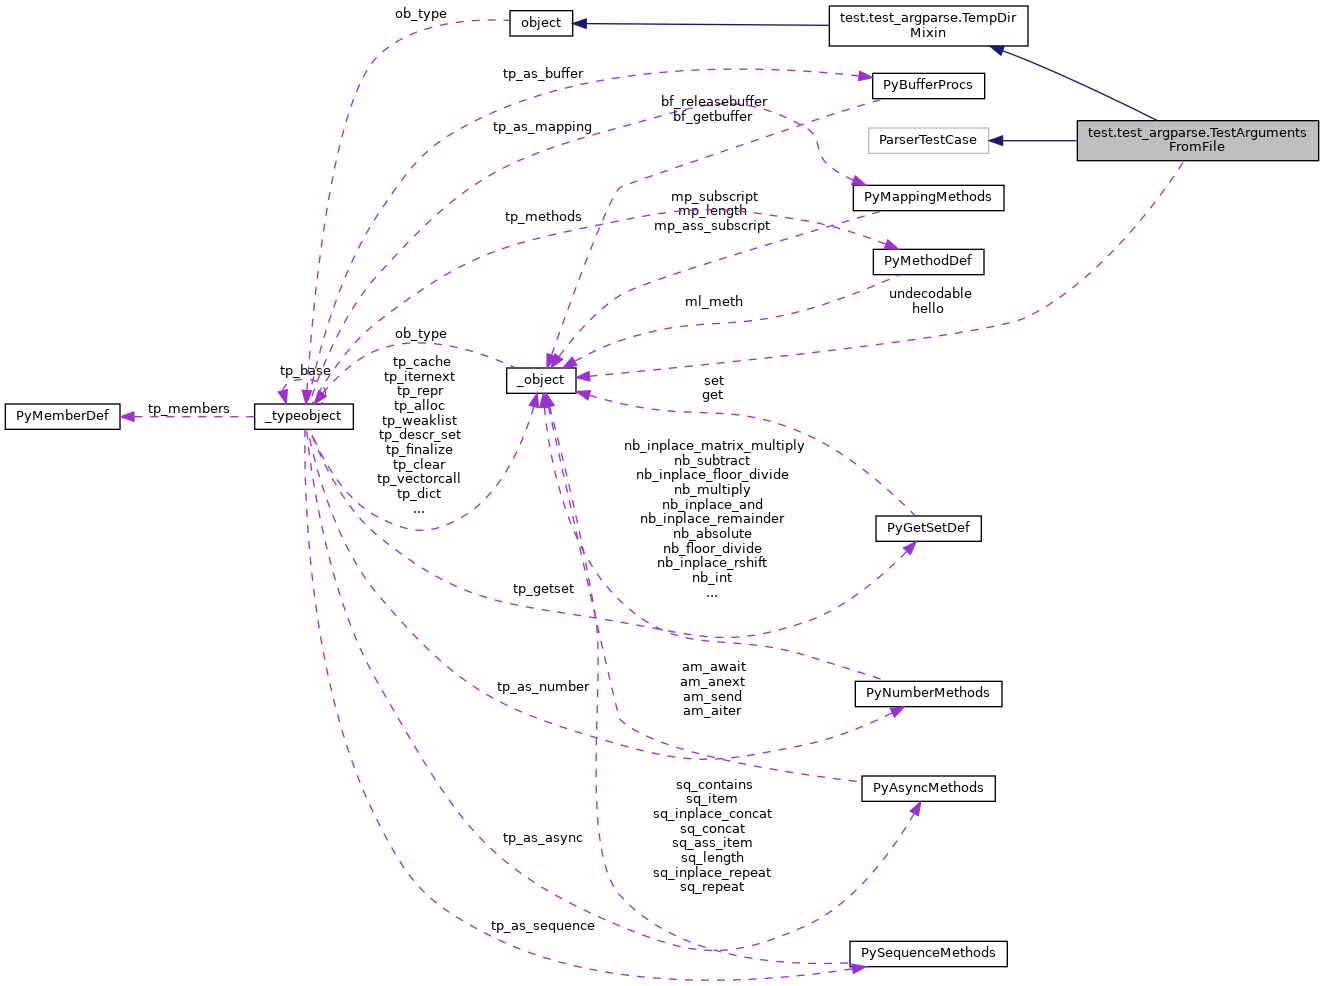 ob_type
object
test.test_argparse.TempDir
Mixin
tp_as_buffer
PyBufferProcs
bf_releasebuffer
bf_getbuffer
tp_as_mapping
test.test_argparse.TestArguments
FromFile
ParserTestCase
PyMappingMethods
mp_subscript
mp_length
mp_ass_subscript
tp_methods
PyMethodDef
undecodable
hello
ml_meth
ob_type
tp_base
_object
tp_cache
tp_iternext
tp_repr
tp_alloc
tp_weaklist
tp_descr_set
tp_finalize
tp_clear
tp_vectorcall
tp_dict
...
set
get
PyMemberDef
tp_members
_typeobject
nb_inplace_matrix_multiply
nb_subtract
nb_inplace_floor_divide
nb_multiply
nb_inplace_and
nb_inplace_remainder
nb_absolute
nb_floor_divide
nb_inplace_rshift
nb_int
...
PyGetSetDef
tp_getset
am_await
am_anext
am_send
am_aiter
tp_as_number
PyNumberMethods
PyAsyncMethods
sq_contains
sq_item
sq_inplace_concat
sq_concat
sq_ass_item
sq_length
sq_inplace_repeat
sq_repeat
tp_as_async
tp_as_sequence
PySequenceMethods